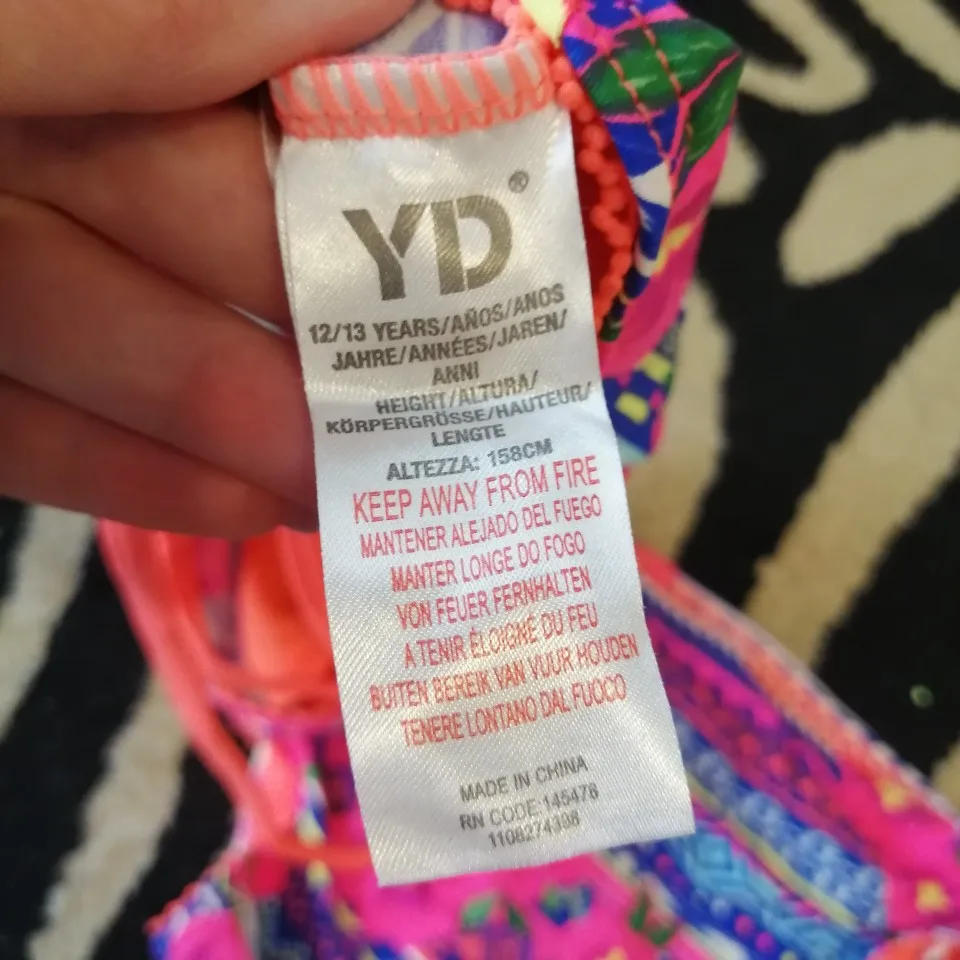 YD®
12/13 YEARS/AÑOS/ANOS
JAHRE/ANNÉES/JAREN/
ANNI
HEIGHT/ALTURA/
KÖRPERGRÖSSE/HAUTEUR/
LENGTE
ALTEZZA: 158CM
KEEP AWAY FROM FIRE
MANTENER ALEJADO DEL FUEGO
MANTER LONGE DO FOGO
VON FEUER FERNHALTEN
A TENIR ÉLOIGNÉ DU FEU
BUITEN BEREIK VAN VUUR HOUDEN
TENERE LONTANO DAL FUOCO
MADE IN CHINA
RN CODE:145478
1108274398